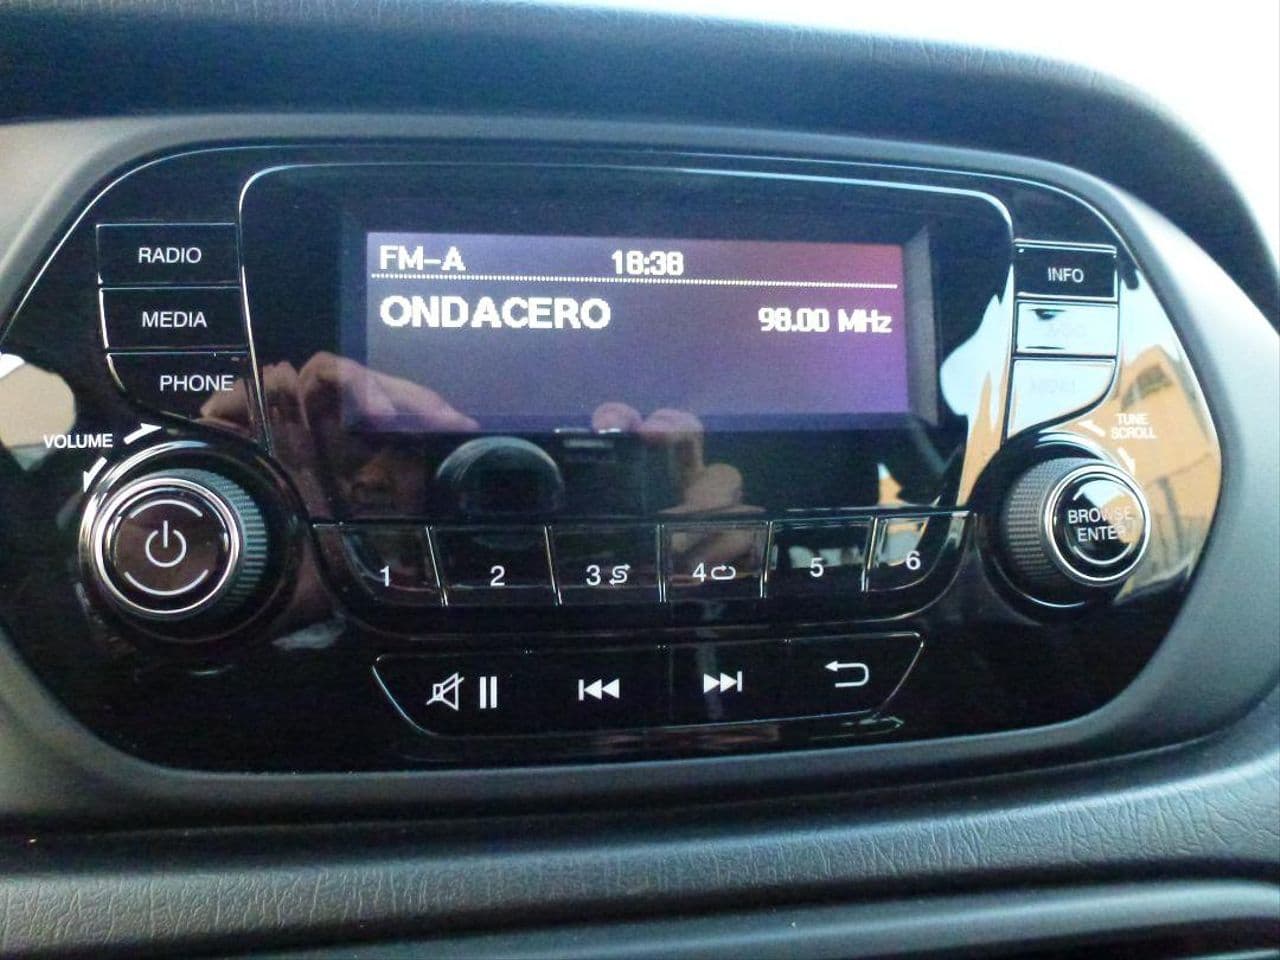 RADIO
MEDIA
PHONE
VOLUME
FM-A 18:38
ONDACERO 98.00 MHz
INFO
MENU
TUNE
SCROLL
BROWSE
ENTER
1 2 3 4 5 6